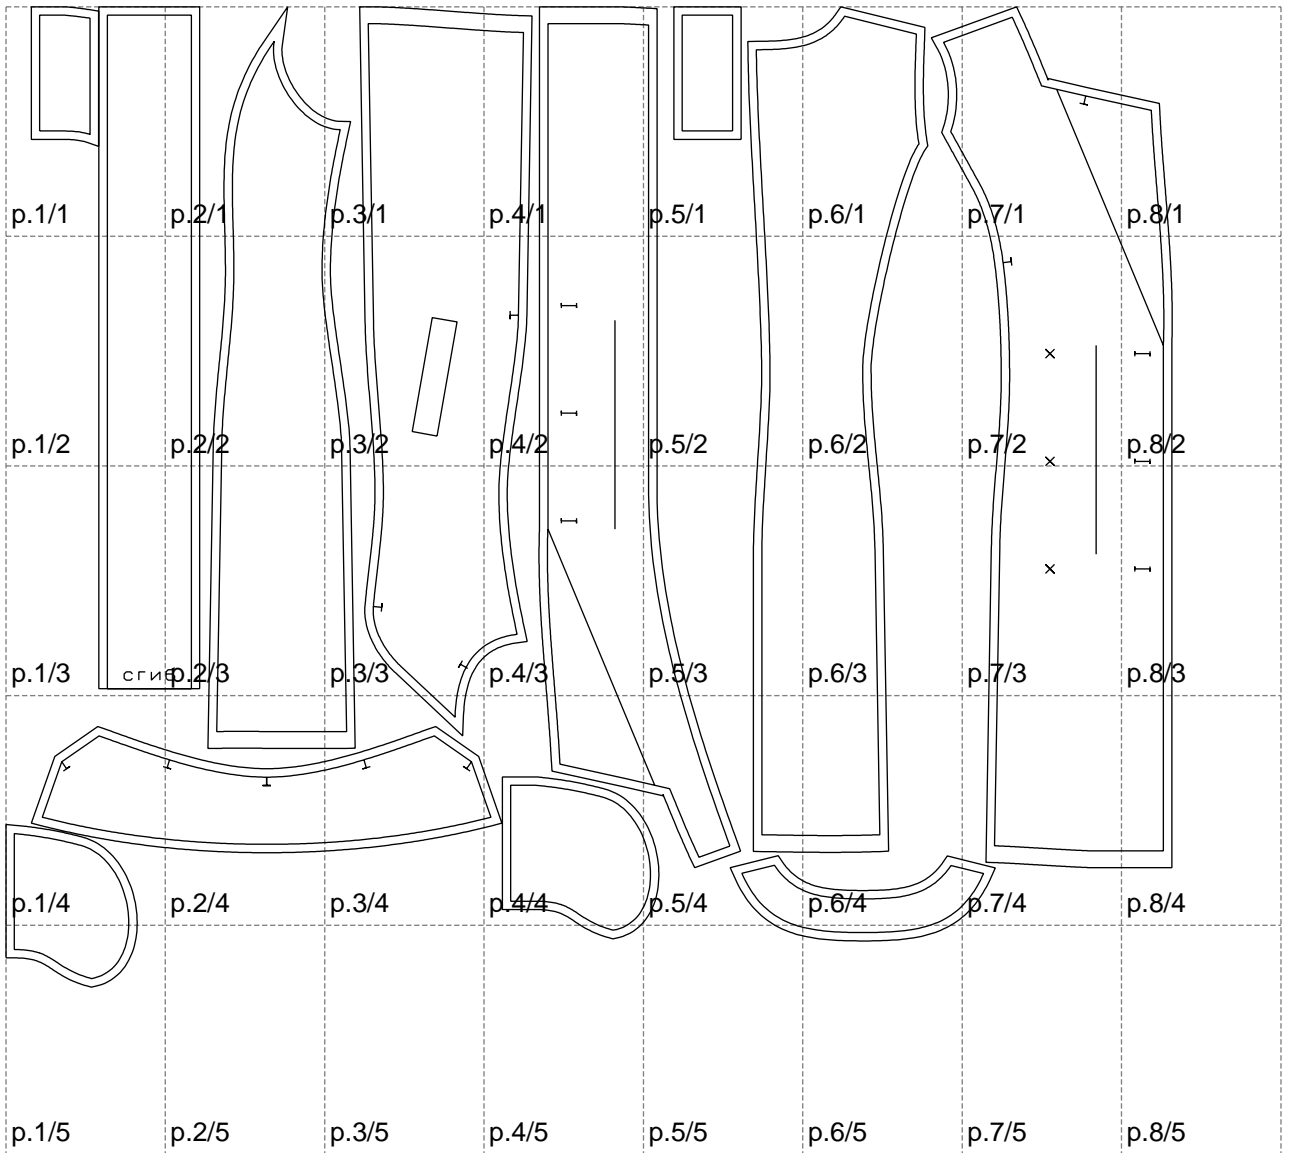 p.1/1 p.2/1 p.3/1 p.4/1 p.5/1 p.6/1 p.7/1 p.8/1
p.1/2 p.2/2 p.3/2 p.4/2 p.5/2 p.6/2 p.7/2 p.8/2
p.1/3 сгиб p.2/3 p.3/3 p.4/3 p.5/3 p.6/3 p.7/3 p.8/3
p.1/4 p.2/4 p.3/4 p.4/4 p.5/4 p.6/4 p.7/4 p.8/4
p.1/5 p.2/5 p.3/5 p.4/5 p.5/5 p.6/5 p.7/5 p.8/5